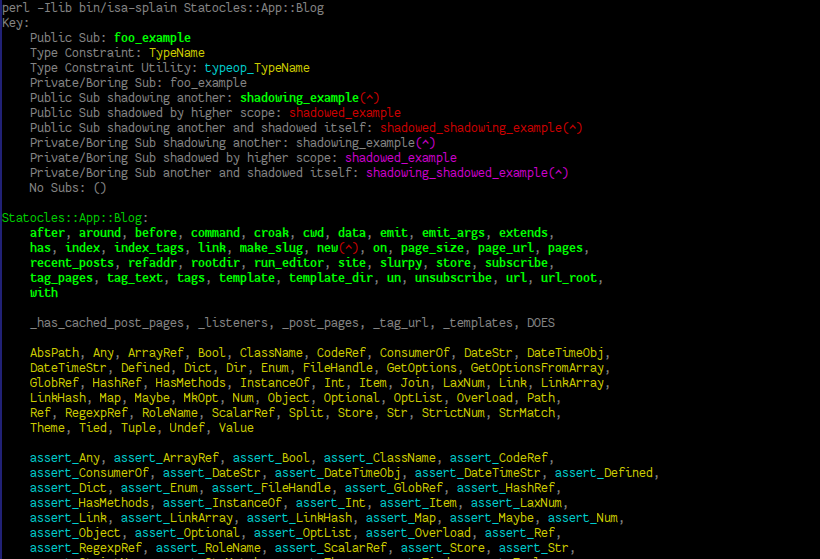 perl -Ilib bin/isa-splain Statocles::App::Blog
Key:
Public Sub: foo_example
Type Constraint: TypeName
Type Constraint Utility: typeop_TypeName
Private/Boring Sub: foo_example
Public Sub shadowing another: shadowing_example(^)
Public Sub shadowed by higher scope: shadowed_example
Public Sub shadowing another and shadowed itself: shadowed_shadowing_example(^)
Private/Boring Sub shadowing another: shadowing_example(^)
Private/Boring Sub shadowed by higher scope: shadowed_example
Private/Boring Sub another and shadowed itself: shadowing_shadowed_example(^)
No Subs: ()
Statocles::App::Blog:
after, around, before, command, croak, cwd, data, emit, emit_args, extends,
has, index, index_tags, link, make_slug, new(^), on, page_size, page_url, pages,
recent_posts, refaddr, rootdir, run_editor, site, slurpy, store, subscribe,
tag_pages, tag_text, tags, template, template_dir, un, unsubscribe, url, url_root,
with
_has_cached_post_pages, _listeners, _post_pages, _tag_url, _templates, DOES
AbsPath, Any, ArrayRef, Bool, ClassName, CodeRef, ConsumerOf, DateStr, DateTimeObj,
DateTimeStr, Defined, Dict, Dir, Enum, FileHandle, GetOptions, GetOptionsFromArray,
GlobRef, HashRef, HasMethods, InstanceOf, Int, Item, Join, LaxNum, Link, LinkArray,
LinkHash, Map, Maybe, MkOpt, Num, Object, Optional, OptList, Overload, Path,
Ref, RegexpRef, RoleName, ScalarRef, Split, Store, Str, StrictNum, StrMatch,
Theme, Tied, Tuple, Undef, Value
assert_Any, assert_ArrayRef, assert_Bool, assert_ClassName, assert_CodeRef,
assert_ConsumerOf, assert_DateStr, assert_DateTimeObj, assert_DateTimeStr, assert_Defined,
assert_Dict, assert_Enum, assert_FileHandle, assert_GlobRef, assert_HashRef,
assert_HasMethods, assert_InstanceOf, assert_Int, assert_Item, assert_LaxNum,
assert_Link, assert_LinkArray, assert_LinkHash, assert_Map, assert_Maybe, assert_Num,
assert_Object, assert_Optional, assert_OptList, assert_Overload, assert_Ref,
assert_RegexpRef, assert_RoleName, assert_ScalarRef, assert_Store, assert_Str,